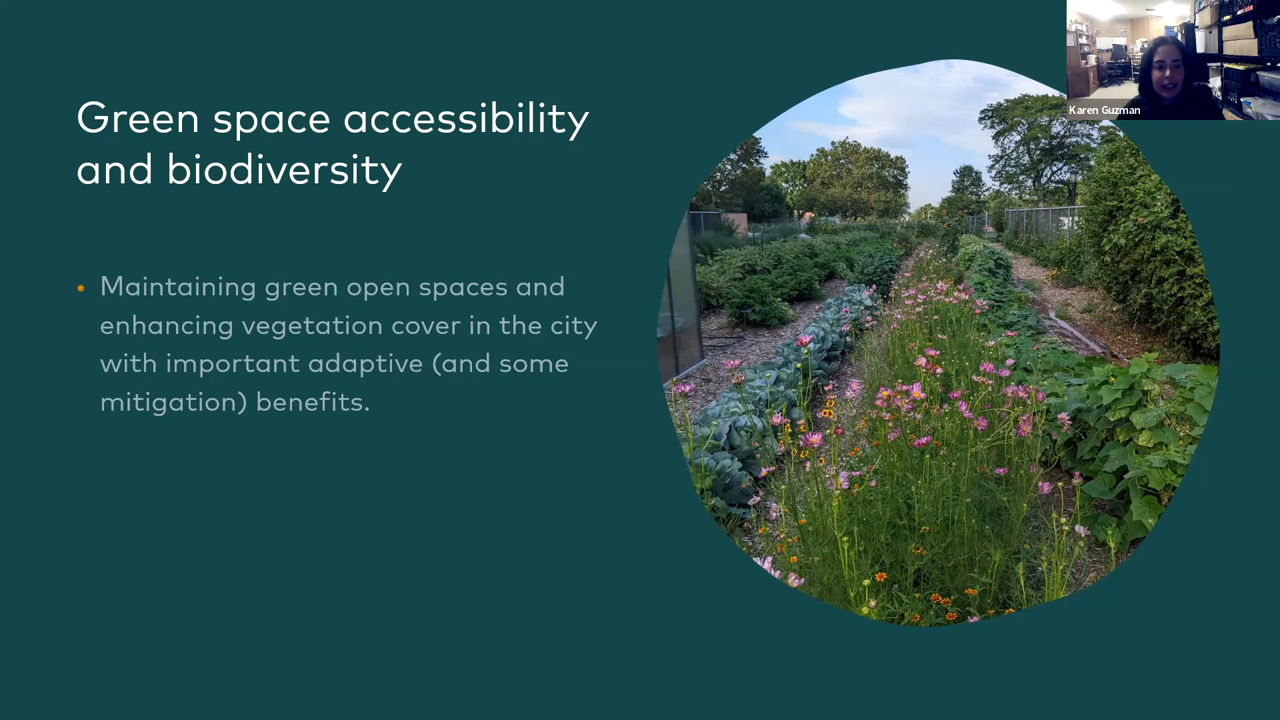 Green space accessibility
and biodiversity
Maintaining green open spaces and
enhancing vegetation cover in the city
with important adaptive (and some
mitigation) benefits.
Karen Guzman